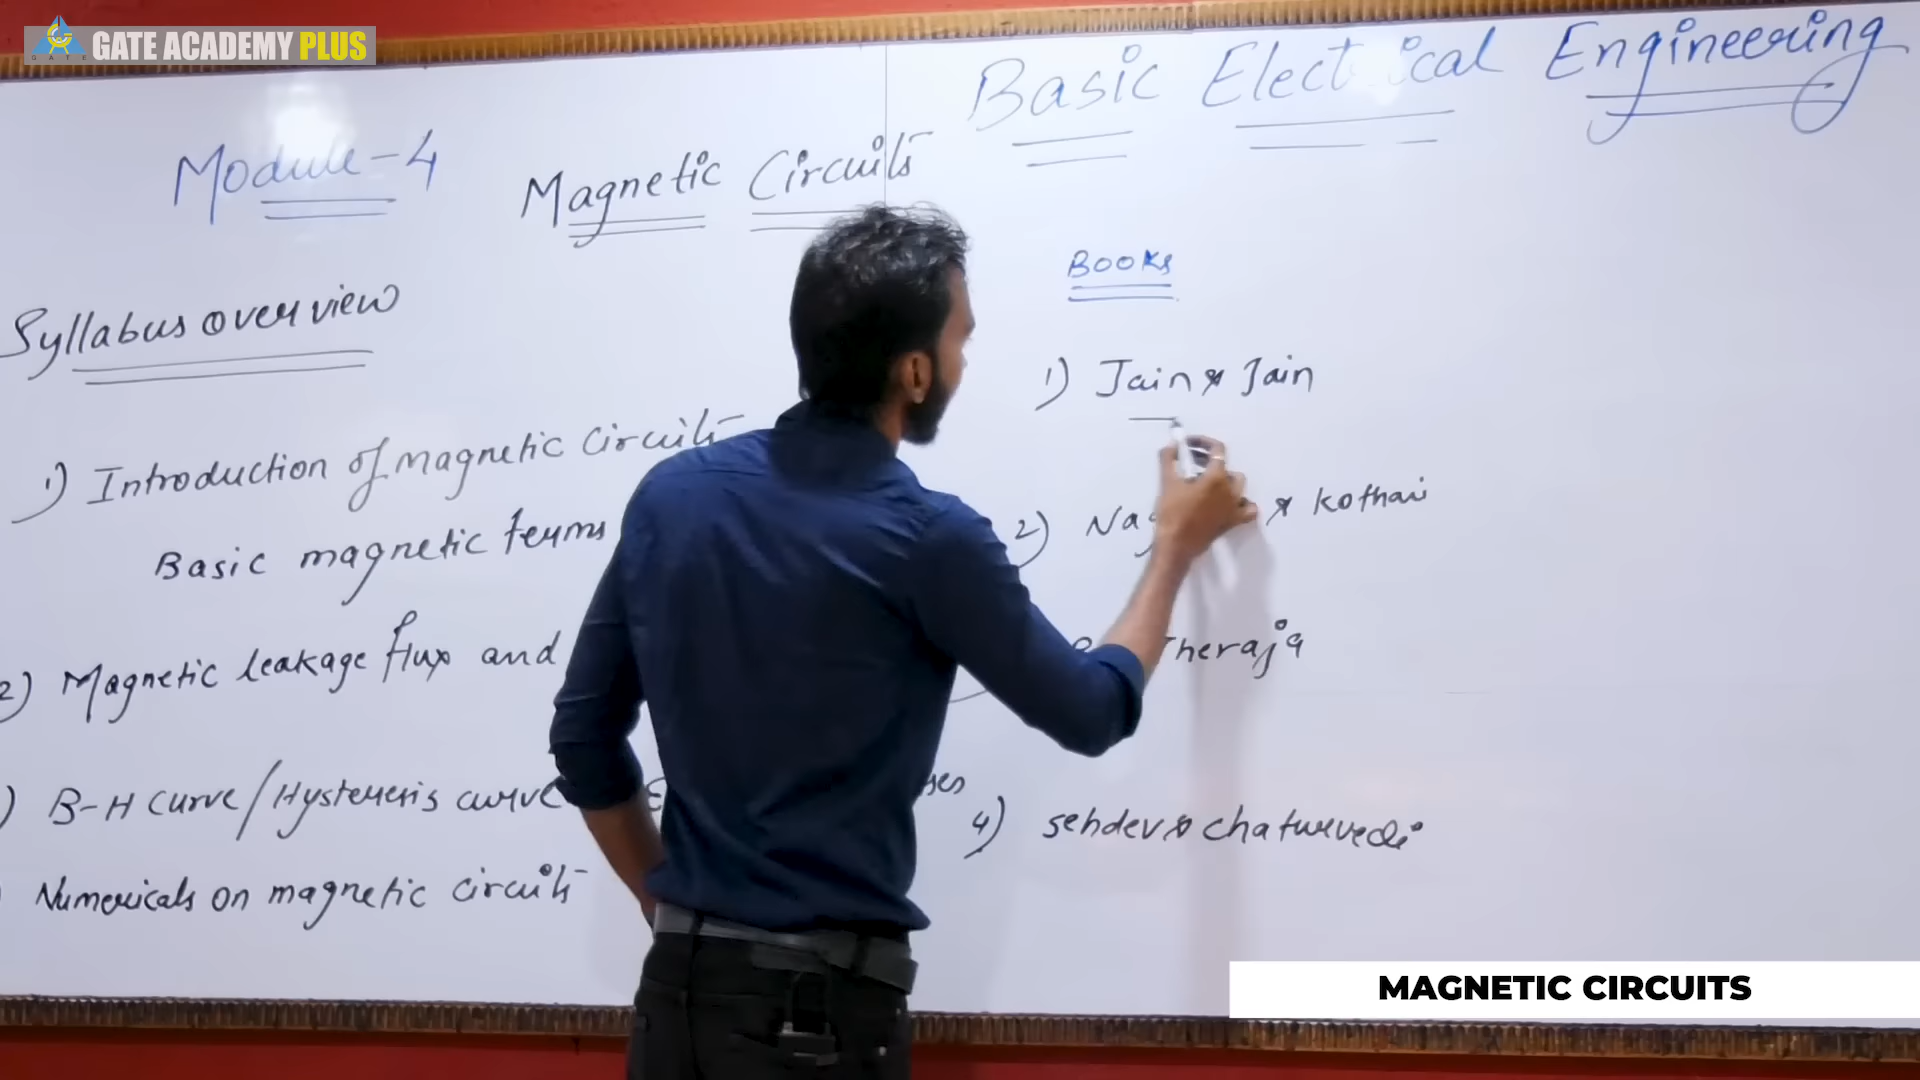 GATE ACADEMY PLUS
GATE
Basic Electical Engineering
Module-4 Magnetic Circuits
Syllabus overview
1) Introduction of magnetic circuits
Basic magnetic terms
2) Magnetic leakage flux and
) B-H curve/Hysteresis curve
Numericals on magnetic circuits
Books
1) Jain & Jain
2) & Kothari
Theraja
4) sehdev & chaturvedi
MAGNETIC CIRCUITS